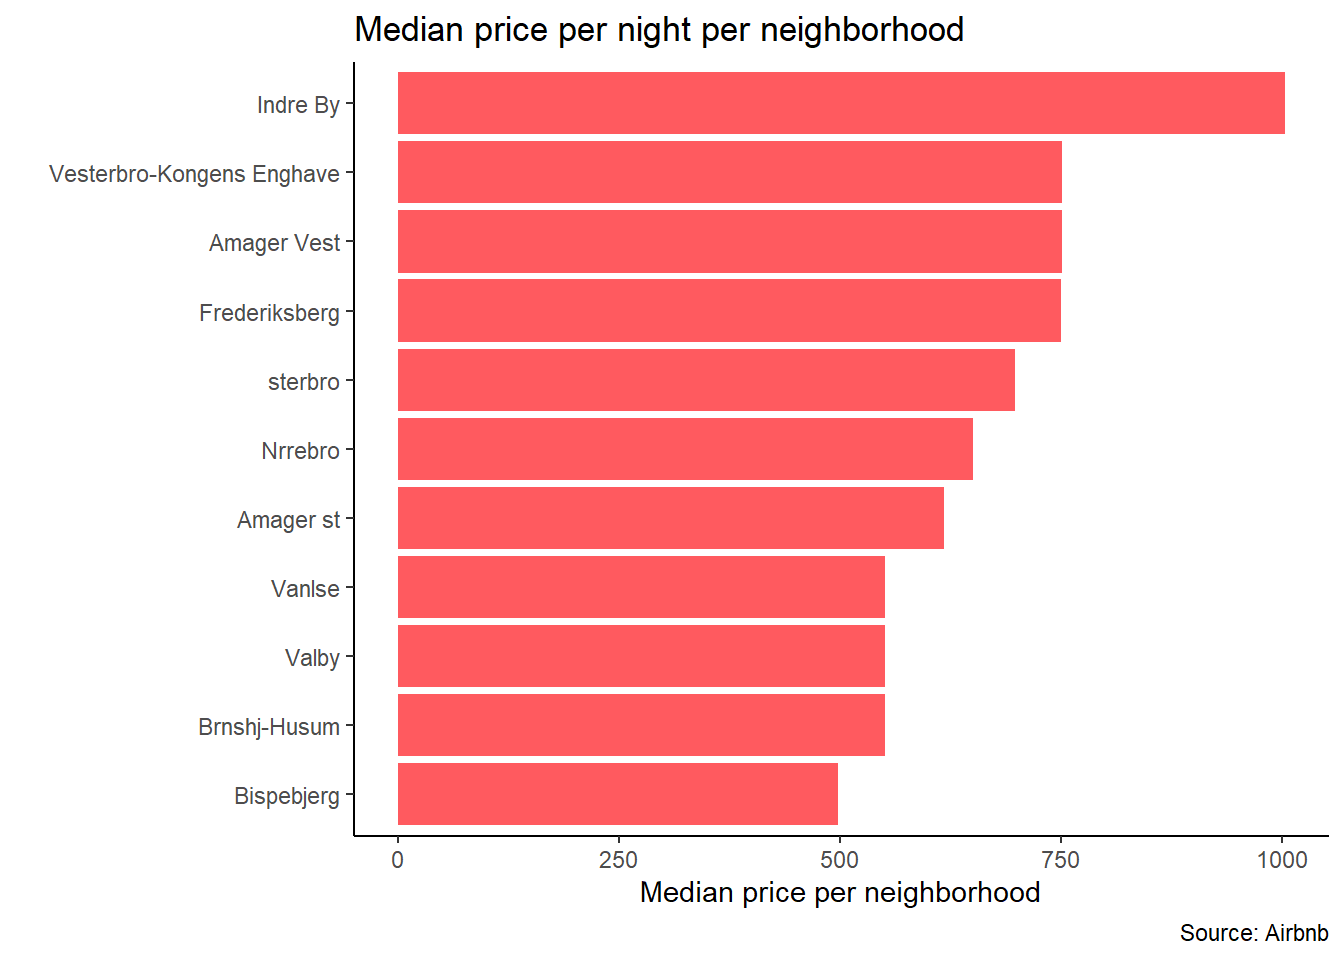 Median price per night per neighborhood
Indre By
Vesterbro-Kongens Enghave
Amager Vest
Frederiksberg
sterbro
Nrrebro
Amager st
Vanlse
Valby
Brnshj-Husum
Bispebjerg
0 250 500 750 1000
Median price per neighborhood
Source: Airbnb